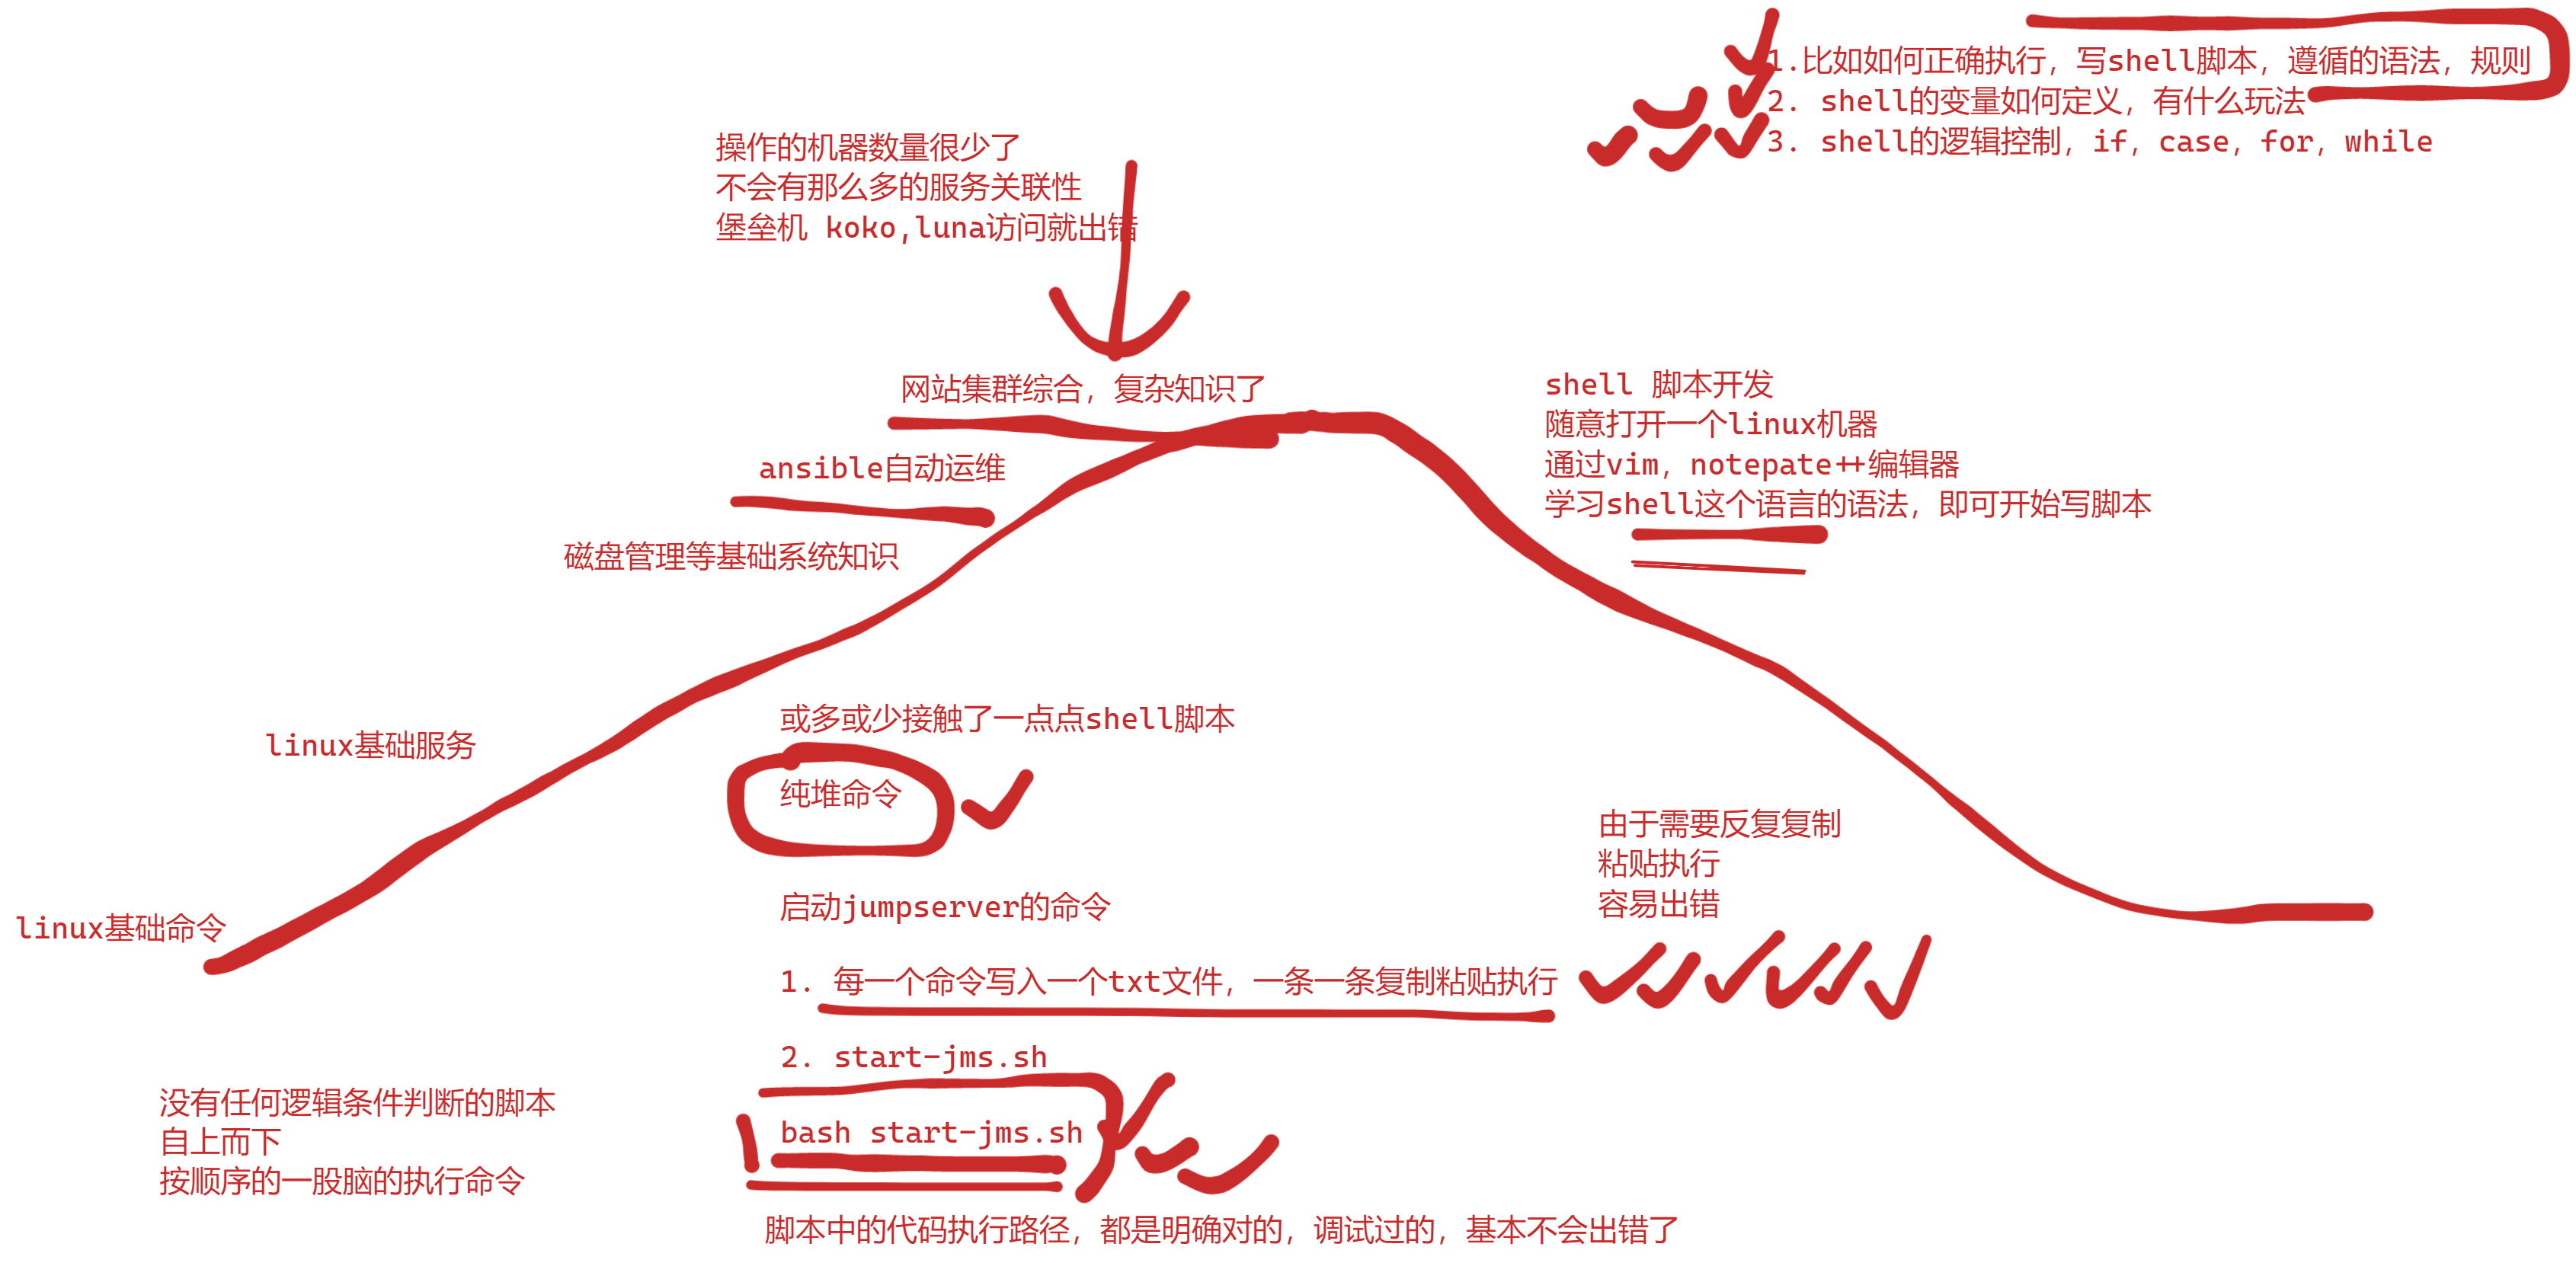 1.比如如何正确执行，写shell脚本，遵循的语法，规则
2. shell的变量如何定义，有什么玩法
3. shell的逻辑控制，if，case，for，while
操作的机器数量很少了
不会有那么多的服务关联性
堡垒机 koko,luna访问就出错
网站集群综合，复杂知识了
ansible自动运维
磁盘管理等基础系统知识
linux基础服务
linux基础命令
shell 脚本开发
随意打开一个linux机器
通过vim，notepate++编辑器
学习shell这个语言的语法，即可开始写脚本
或多或少接触了一点点shell脚本
纯堆命令
启动jumpserver的命令
1. 每一个命令写入一个txt文件，一条一条复制粘贴执行
由于需要反复复制
粘贴执行
容易出错
2. start-jms.sh
bash start-jms.sh
脚本中的代码执行路径，都是明确对的，调试过的，基本不会出错了
没有任何逻辑条件判断的脚本
自上而下
按顺序的一股脑的执行命令